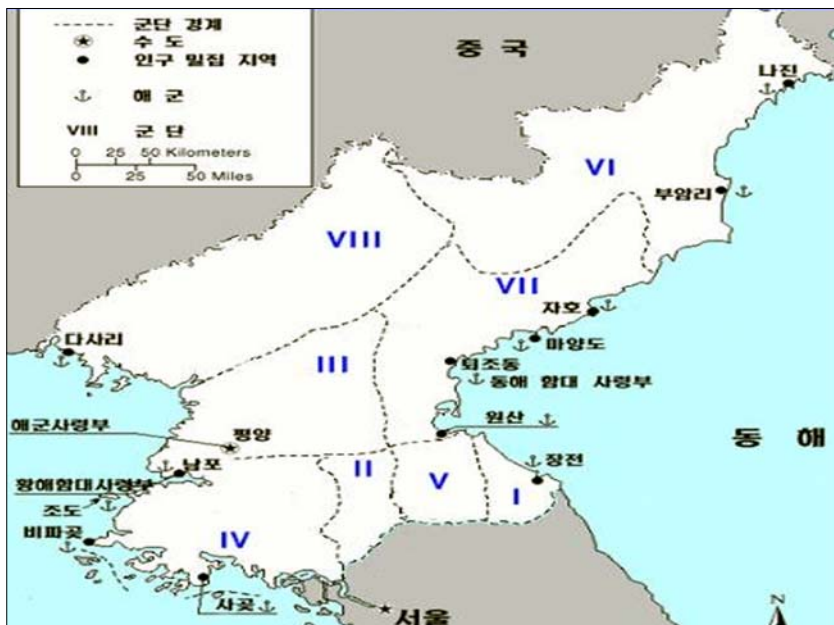 군단 경계
수 도
인구 밀집 지역
해 군
VIII 군 단
0 25 50 Kilometers
0 25 50 Miles
중 국
나진
VI
부암리
VIII
VII
자호
다사리
마양도
III
퇴조동
동해 함대 사령부
해군사령부
원산
평양
동 해
남포
II
장전
황해함대사령부
V
I
조도
비파곶
IV
사곶
서울
N